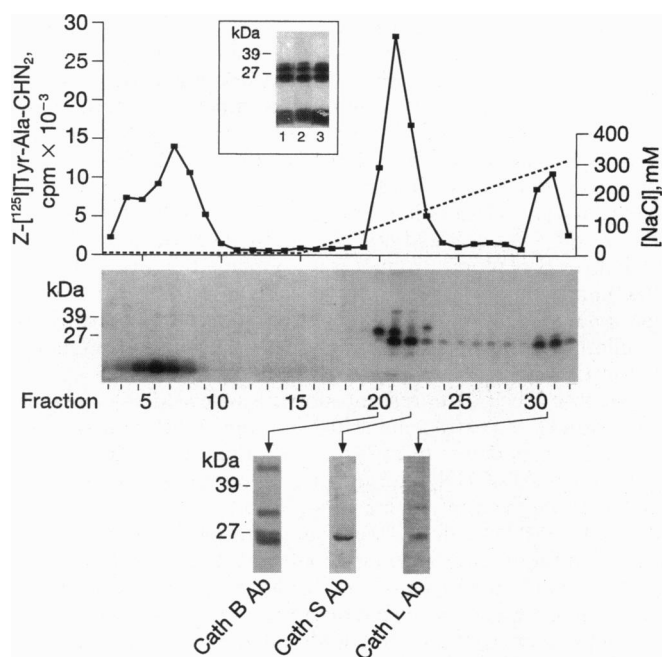 Z-[¹²⁵I]Tyr-Ala-CHN₂,
cpm × 10⁻³
30
25
20
15
10
5
0
kDa
39
27
1 2 3
400
300
200
100
0
[NaCl], mM
kDa
39
27
Fraction 5 10 15 20 25 30
kDa
39
27
Cath B Ab
Cath S Ab
Cath L Ab